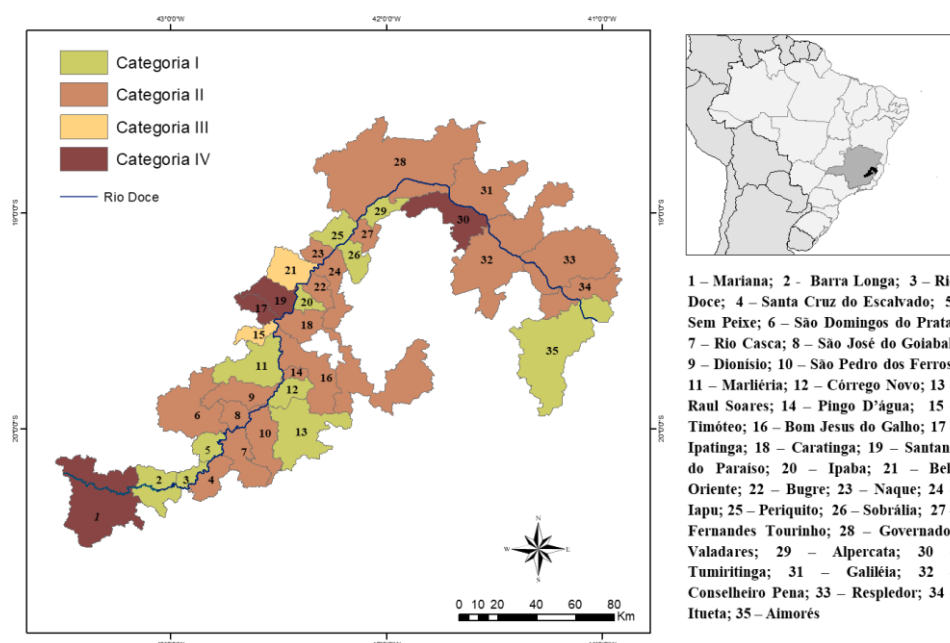 43°0'0"W 42°0'0"W 41°0'0"W
Categoria I
Categoria II
Categoria III
Categoria IV
Rio Doce
19°0'0"S
19°0'0"S
20°0'0"S
20°0'0"S
28
31
29
30
25
27
26
23
24
21
22
32
33
34
19
20
17
18
15
35
11
14
16
12
9
6
8
13
10
5
7
2
3
4
1
N
W E
S
0 10 20 40 60 80
Km
1 – Mariana; 2 - Barra Longa; 3 – Ri
Doce; 4 – Santa Cruz do Escalvado; 5
Sem Peixe; 6 – São Domingos do Prata
7 – Rio Casca; 8 – São José do Goiabal
9 – Dionísio; 10 – São Pedro dos Ferros
11 – Marliéria; 12 – Córrego Novo; 13
Raul Soares; 14 – Pingo D'água; 15
Timóteo; 16 – Bom Jesus do Galho; 17
Ipatinga; 18 – Caratinga; 19 – Santan
do Paraíso; 20 – Ipaba; 21 – Bel
Oriente; 22 – Bugre; 23 – Naque; 24
Iapu; 25 – Periquito; 26 – Sobrália; 27
Fernandes Tourinho; 28 – Governado
Valadares; 29 – Alpercata; 30
Tumiritinga; 31 – Galiléia; 32
Conselheiro Pena; 33 – Respledor; 34
Itueta; 35 – Aimorés